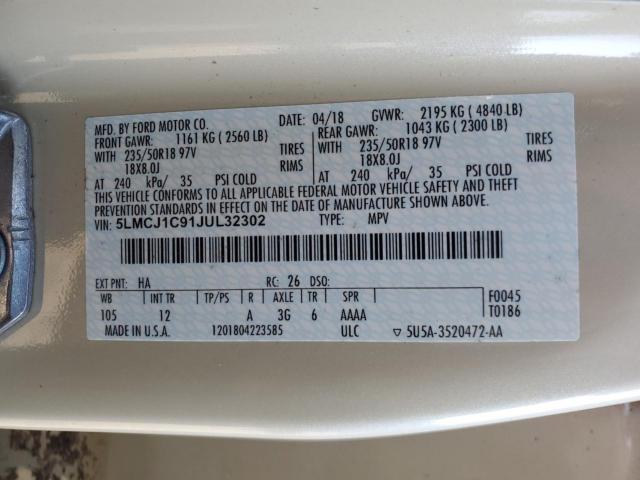 MFD. BY FORD MOTOR CO. DATE: 04/18 GVWR: 2195 KG ( 4840 LB)
FRONT GAWR: 1161 KG ( 2560 LB) REAR GAWR: 1043 KG ( 2300 LB)
WITH 235/50R18 97V TIRES WITH 235/50R18 97V TIRES
18X8.0J RIMS 18X8.0J RIMS
AT 240 kPa/ 35 PSI COLD AT 240 kPa/ 35 PSI COLD
THIS VEHICLE CONFORMS TO ALL APPLICABLE FEDERAL MOTOR VEHICLE SAFETY AND THEFT
PREVENTION STANDARDS IN EFFECT ON THE DATE OF MANUFACTURE SHOWN ABOVE.
VIN: 5LMCJ1C91JUL32302 TYPE: MPV
EXT PNT: HA RC: 26 DSO:
WB INT TR TP/PS R AXLE TR SPR F0045
105 12 A 3G 6 AAAA T0186
MADE IN U.S.A. 1201804223585 ULC ▽ 5U5A-3520472-AA